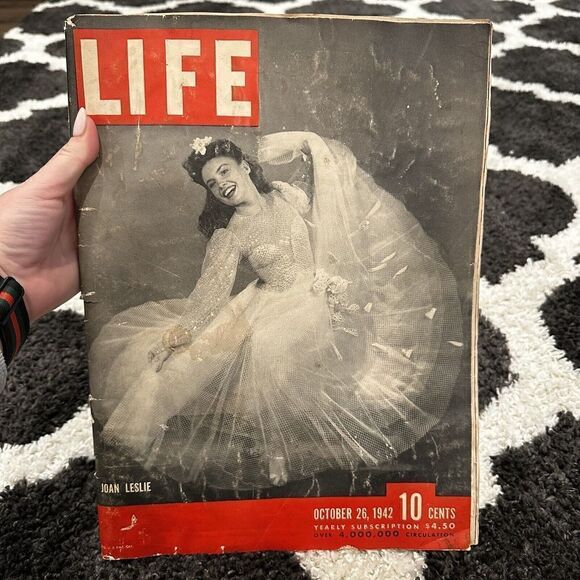 LIFE
JOAN LESLIE
OCTOBER 26, 1942 10 CENTS
YEARLY SUBSCRIPTION $4.50
OVER 4,000,000 CIRCULATION